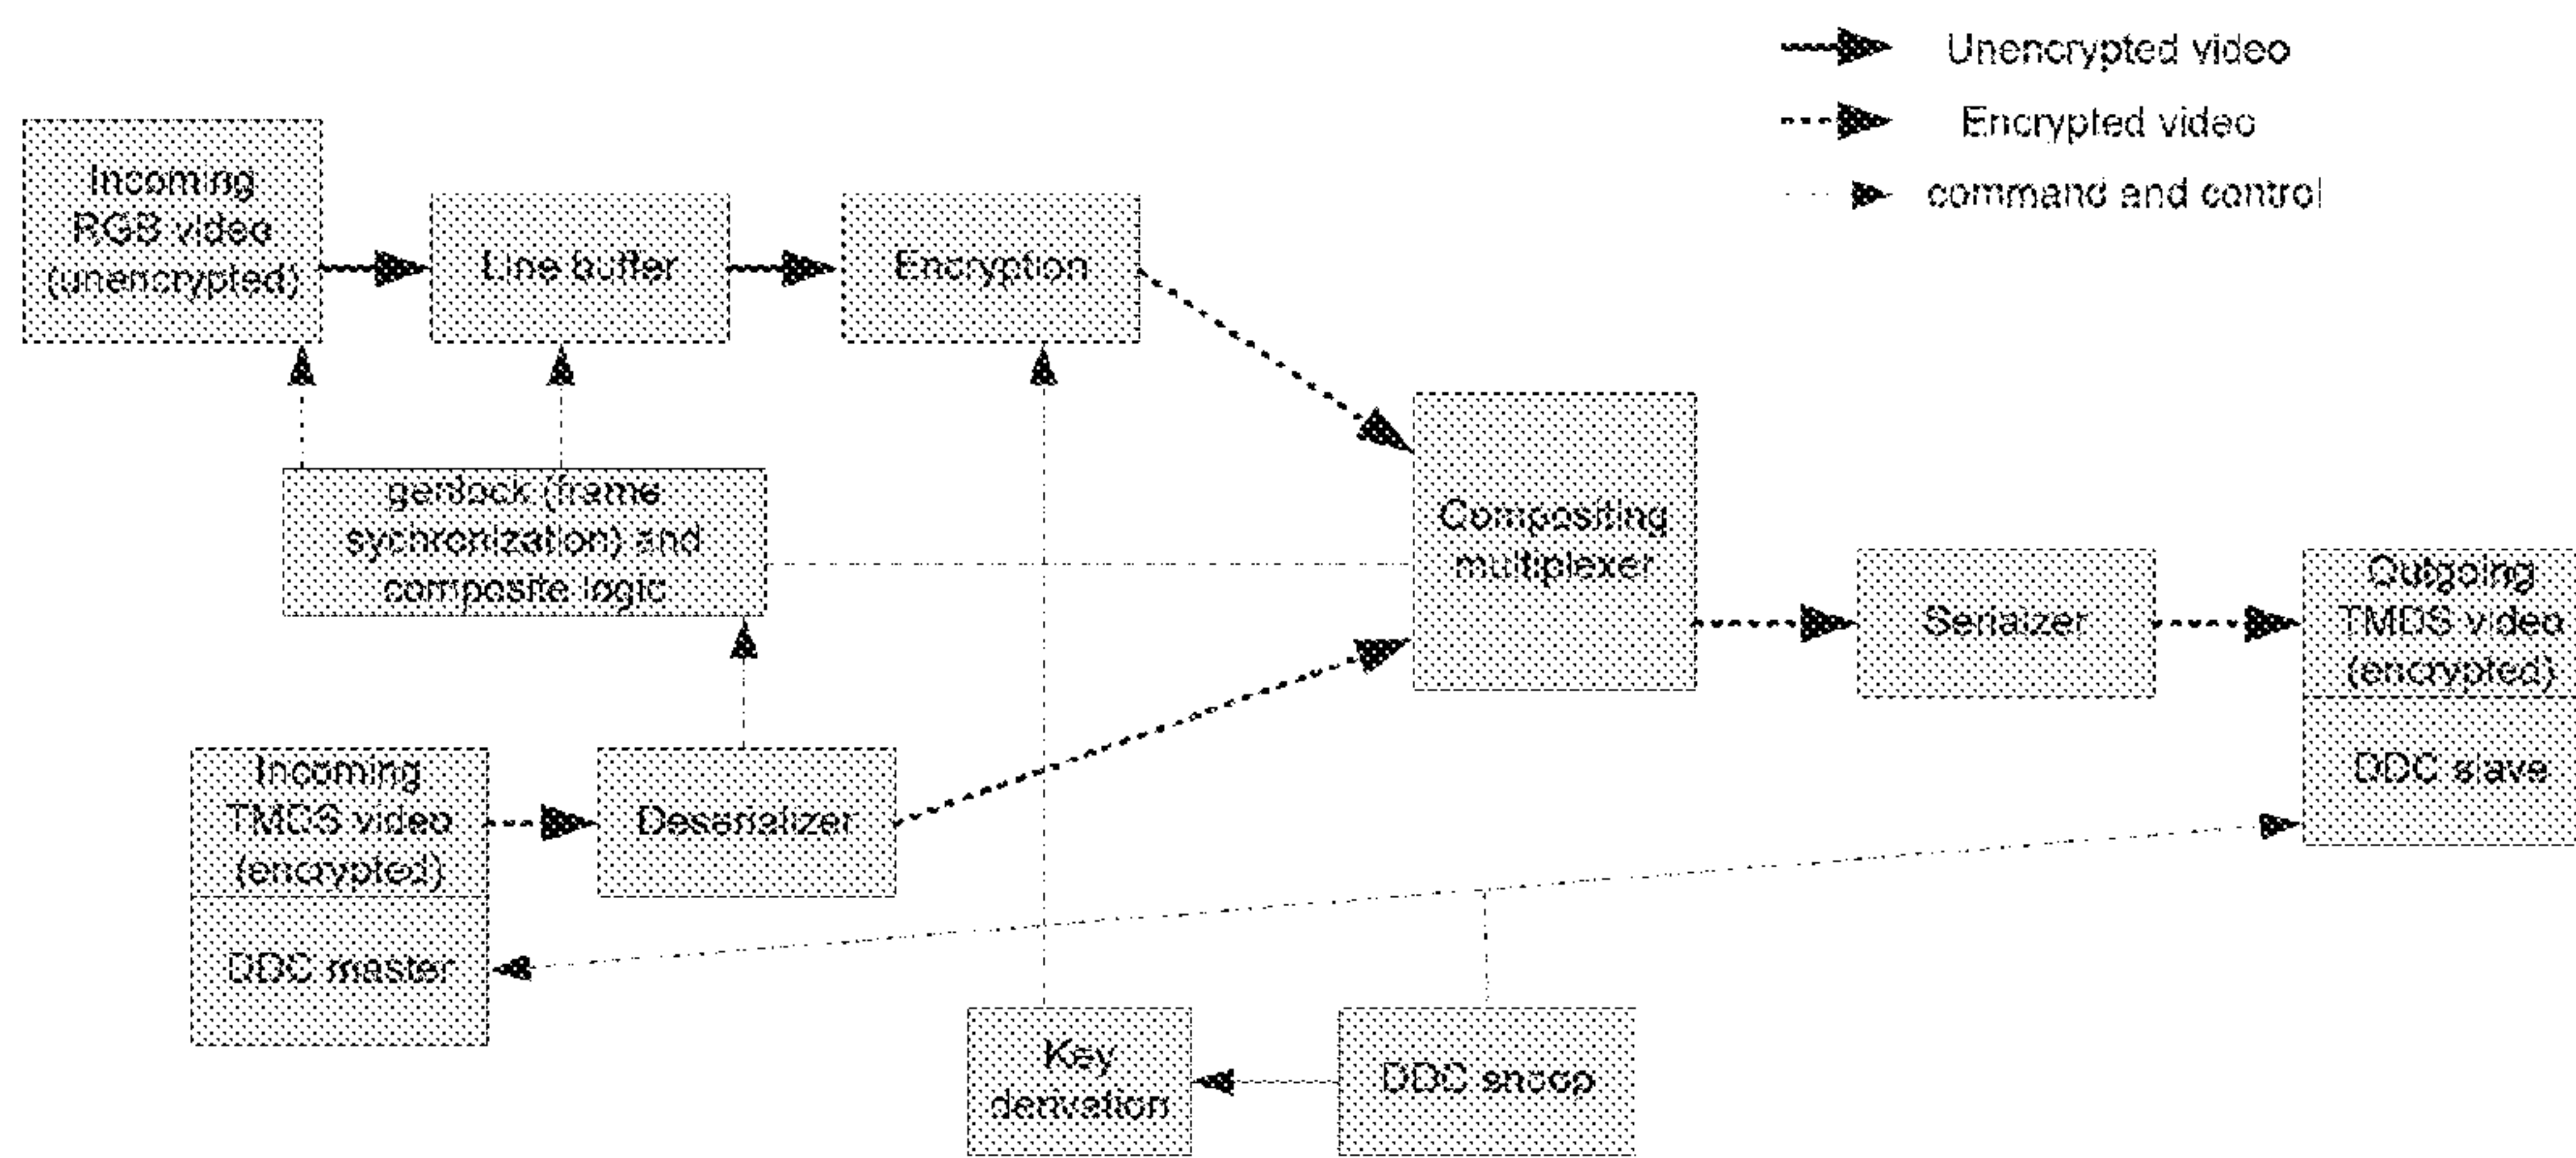 Unencrypted video
Encrypted video
command and control
Incoming
RGB video
(unencrypted)
Line buffer
Encryption
genlock (frame
sychronization) and
composite logic
Compositing
multiplexer
Seriaizer
Outgoing
TMDS video
(encrypted)
DDC slave
Incoming
TMDS video
(encrypted)
DDC master
Deserializer
Key
derivation
DDC snoop